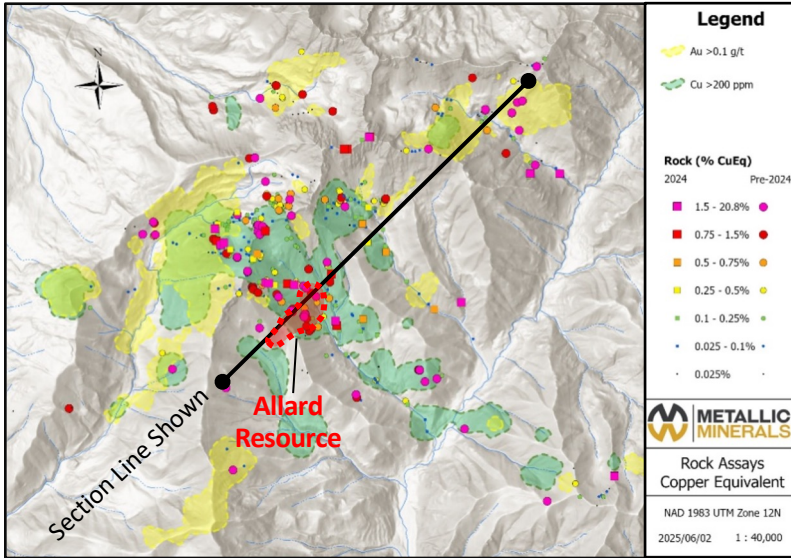 N
Allard
Resource
Section Line Shown
Legend
Au >0.1 g/t
Cu >200 ppm
Rock (% CuEq)
2024 Pre-2024
1.5 - 20.8%
0.75 - 1.5%
0.5 - 0.75%
0.25 - 0.5%
0.1 - 0.25%
0.025 - 0.1%
0.025%
METALLIC
MINERALS
Rock Assays
Copper Equivalent
NAD 1983 UTM Zone 12N
2025/06/02 1 : 40,000